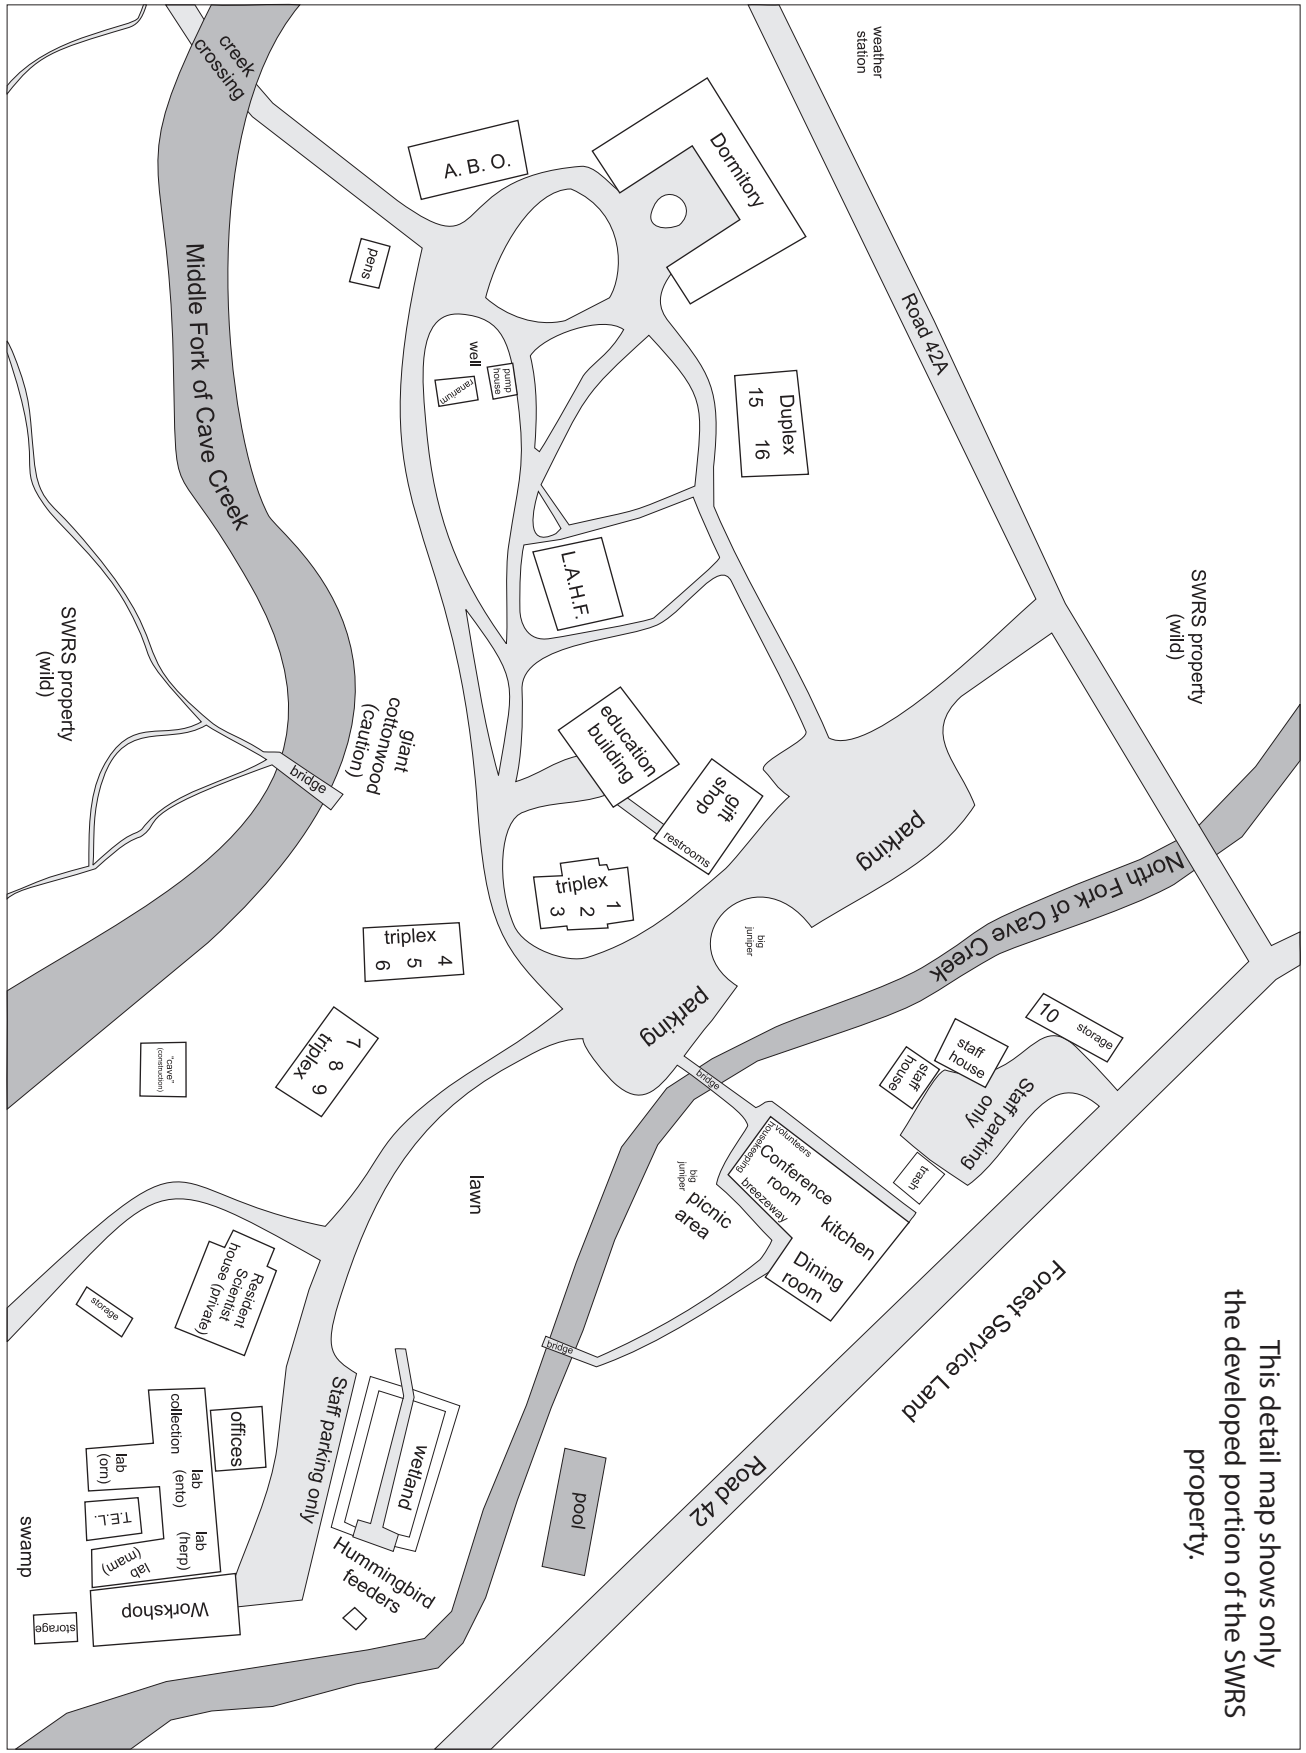 This detail map shows only
the developed portion of the SWRS
property.
weather
station
creek
crossing
A. B. O.
Dormitory
pens
Middle Fork of Cave Creek
Road 42A
well
pump
house
ranarium
Duplex
15 16
L.A.H.F.
SWRS property
(wild)
SWRS property
(wild)
giant
cottonwood
(caution)
bridge
education
building
gift
shop
restrooms
parking
North Fork of Cave Creek
triplex
1
2
3
triplex
4
5
6
7
8
9
triplex
"cave"
(construction)
big
juniper
parking
10
storage
staff
house
staff
house
Staff parking
only
trash
bridge
volunteers
housekeeping
Conference
room
breezeway
kitchen
Dining
room
big
juniper
picnic
area
lawn
bridge
Forest Service Land
Road 42
Resident
Scientist
house (private)
storage
Staff parking only
wetland
Hummingbird
feeders
pool
offices
collection
lab
(orn)
lab
(ento)
lab
(herp)
T.E.L.
lab
(mam)
Workshop
storage
swamp